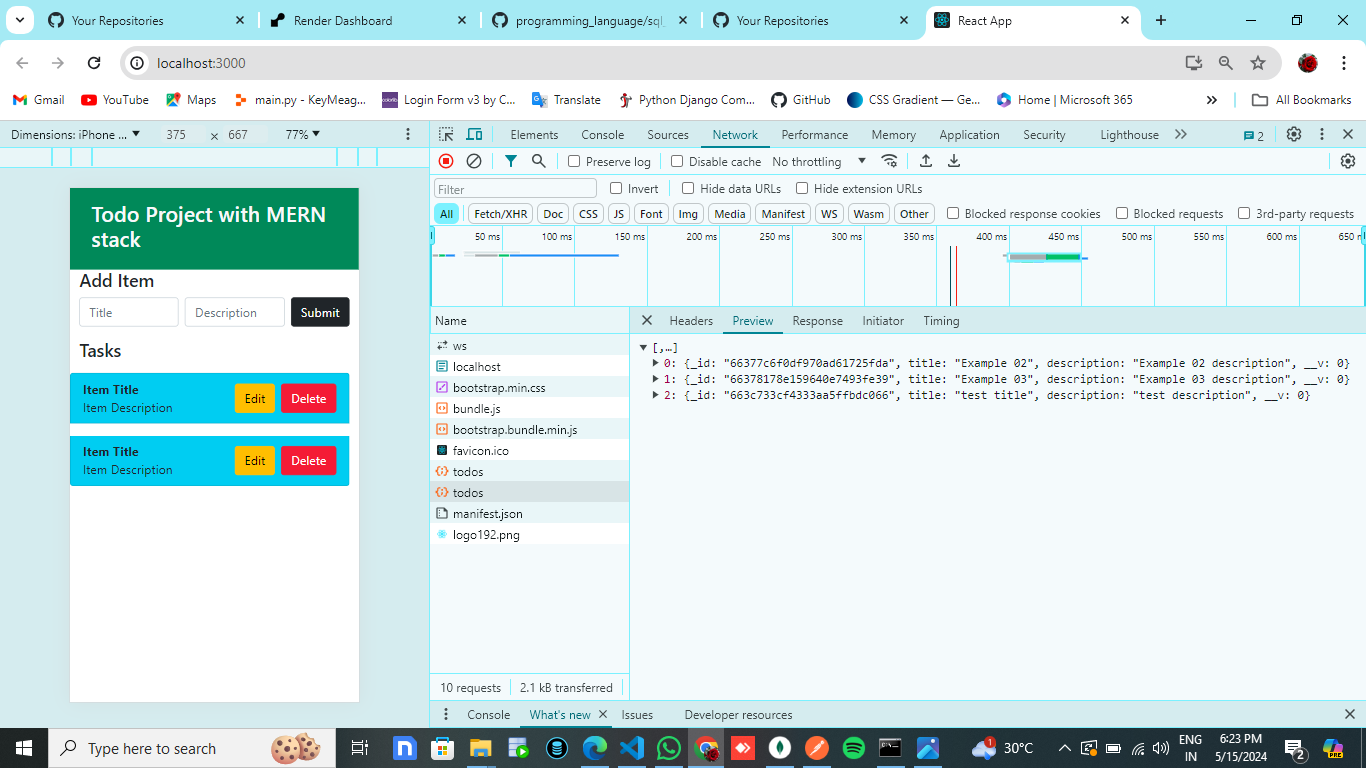 Your Repositories
Render Dashboard
programming_language/sql_
Your Repositories
React App
localhost:3000
Gmail
YouTube
Maps
main.py - KeyMeag...
Login Form v3 by C...
Translate
Python Django Com...
GitHub
CSS Gradient — Ge...
Home | Microsoft 365
All Bookmarks
Dimensions: iPhone ...
375 × 667
77%
Elements
Console
Sources
Network
Performance
Memory
Application
Security
Lighthouse
2
Preserve log
Disable cache
No throttling
Filter
Invert
Hide data URLs
Hide extension URLs
All
Fetch/XHR
Doc
CSS
JS
Font
Img
Media
Manifest
WS
Wasm
Other
Blocked response cookies
Blocked requests
3rd-party requests
50 ms
100 ms
150 ms
200 ms
250 ms
300 ms
350 ms
400 ms
450 ms
500 ms
550 ms
600 ms
650 m
Todo Project with MERN
stack
Add Item
Title
Description
Submit
Tasks
Item Title
Item Description
Edit
Delete
Item Title
Item Description
Edit
Delete
Name
ws
localhost
bootstrap.min.css
bundle.js
bootstrap.bundle.min.js
favicon.ico
todos
todos
manifest.json
logo192.png
10 requests
2.1 kB transferred
Headers
Preview
Response
Initiator
Timing
[,…]
0: {_id: "66377c6f0df970ad61725fda", title: "Example 02", description: "Example 02 description", __v: 0}
1: {_id: "66378178e159640e7493fe39", title: "Example 03", description: "Example 03 description", __v: 0}
2: {_id: "663c733cf4333aa5ffbdc066", title: "test title", description: "test description", __v: 0}
Console
What's new
Issues
Developer resources
Type here to search
30°C
ENG
IN
6:23 PM
5/15/2024
2
PRE